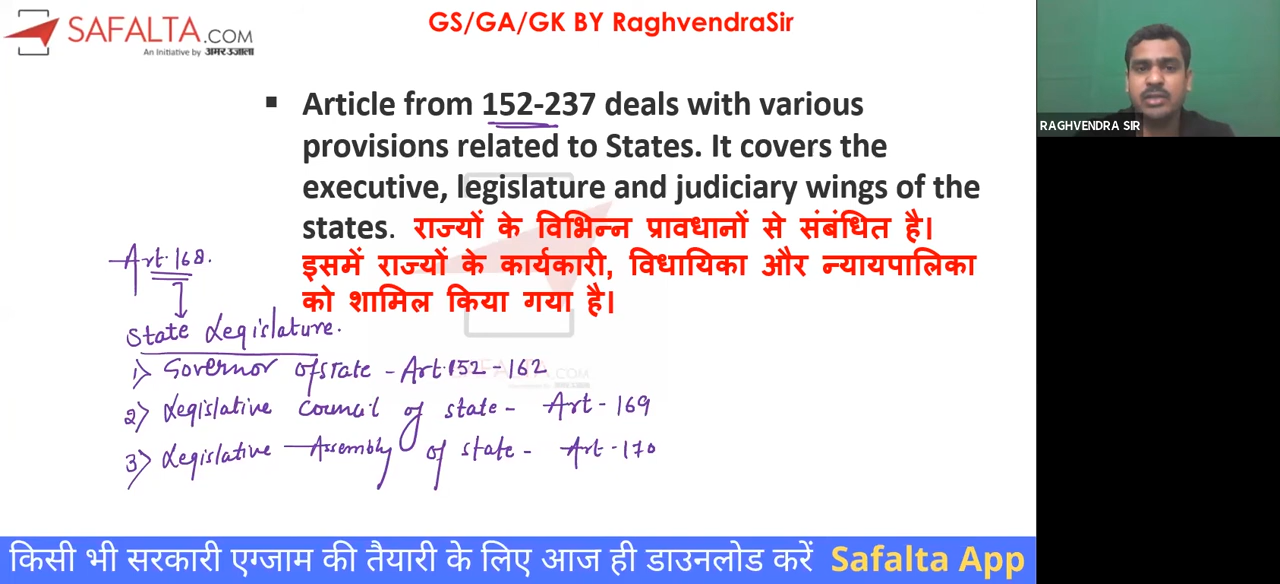 SAFALTA.COM
An Initiative by अमर उजाला
GS/GA/GK BY RaghvendraSir
RAGHVENDRA SIR
▪ Article from 152-237 deals with various
provisions related to States. It covers the
executive, legislature and judiciary wings of the
states. राज्यों के विभिन्न प्रावधानों से संबंधित है।
इसमें राज्यों के कार्यकारी, विधायिका और न्यायपालिका
को शामिल किया गया है।
Art·168.
State Legislature.
1) Governor of state - Art·152-162
2) Legislative Council of state - Art - 169
3) Legislative Assembly of state - Art -170
SAFALTA.COM
किसी भी सरकारी एग्जाम की तैयारी के लिए आज ही डाउनलोड करें Safalta App